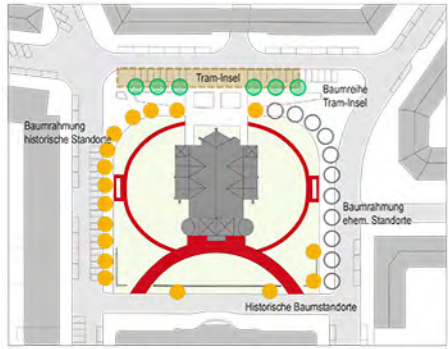 Tram-Insel
Baumreihe
Tram-Insel
Baumrahmung
historische Standorte
Baumrahmung
ehem. Standorte
Historische Baumstandorte